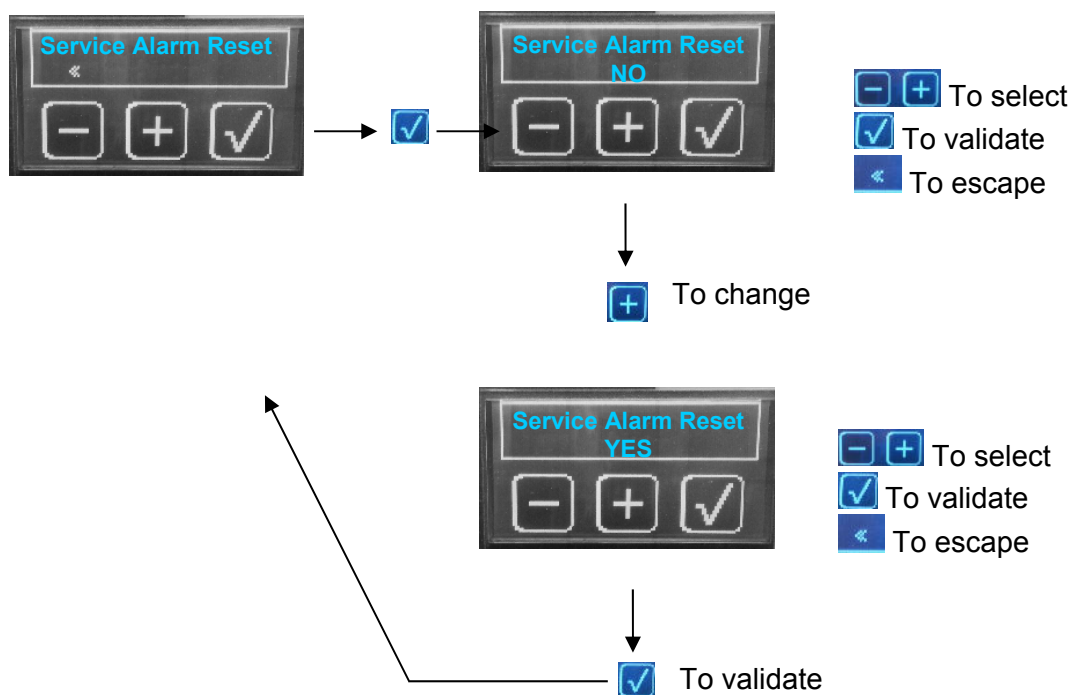 Service Alarm Reset
«
Service Alarm Reset
NO
To select
To validate
« To escape
To change
Service Alarm Reset
YES
To select
To validate
« To escape
To validate